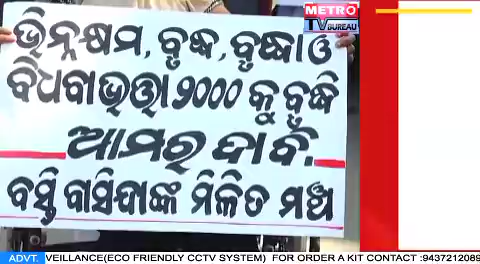 METRO
TV BUREAU
ଭିନ୍ନକ୍ଷମ, ବୃଦ୍ଧ, ବୃଦ୍ଧା ଓ
ବିଧବା ଭତ୍ତା ୨୦୦୦ କୁ ବୃଦ୍ଧି
ଆମର ଦାବି.
ବସ୍ତି ବାସିନ୍ଦାଙ୍କ ମିଳିତ ମଞ୍ଚ
ADVT. VEILLANCE(ECO FRIENDLY CCTV SYSTEM) FOR ORDER A KIT CONTACT :9437212089